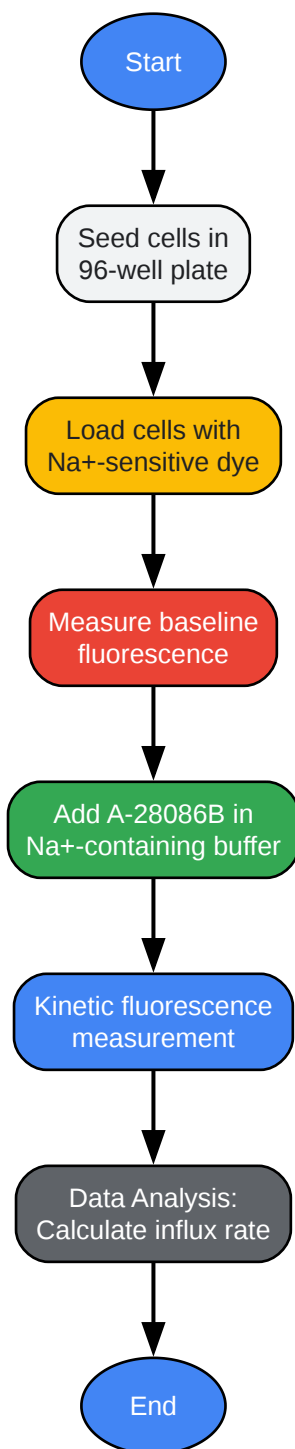 Start
Seed cells in
96-well plate
Load cells with
Na+-sensitive dye
Measure baseline
fluorescence
Add A-28086B in
Na+-containing buffer
Kinetic fluorescence
measurement
Data Analysis:
Calculate influx rate
End